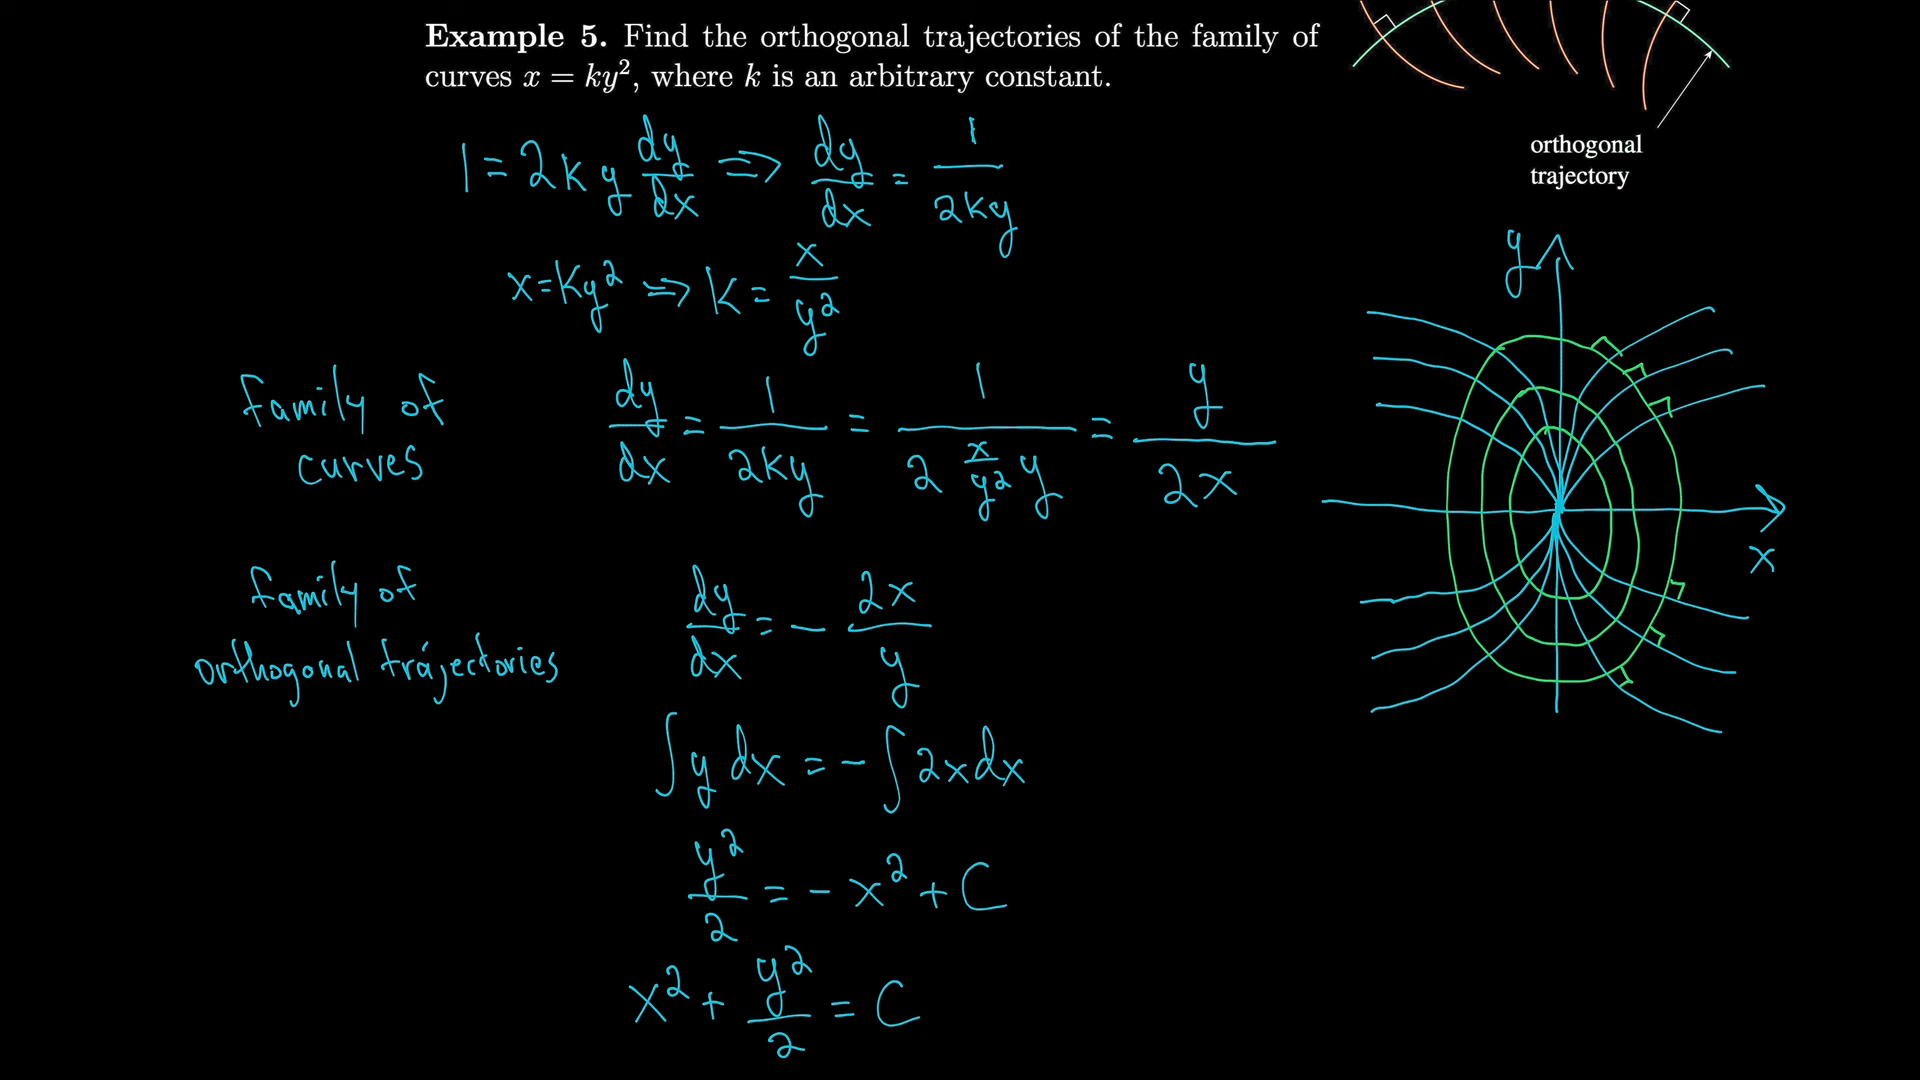 Example 5. Find the orthogonal trajectories of the family of
curves x = ky², where k is an arbitrary constant.
orthogonal
trajectory
1 = 2ky dy/dx ⇒ dy/dx = 1/(2ky)
x = ky² ⇒ k = x/y²
family of
curves
dy/dx = 1/(2ky) = 1/(2 (x/y²) y) = y/(2x)
family of
orthogonal trajectories
dy/dx = - 2x/y
∫ y dx = - ∫ 2x dx
y²/2 = - x² + C
x² + y²/2 = C
y
x